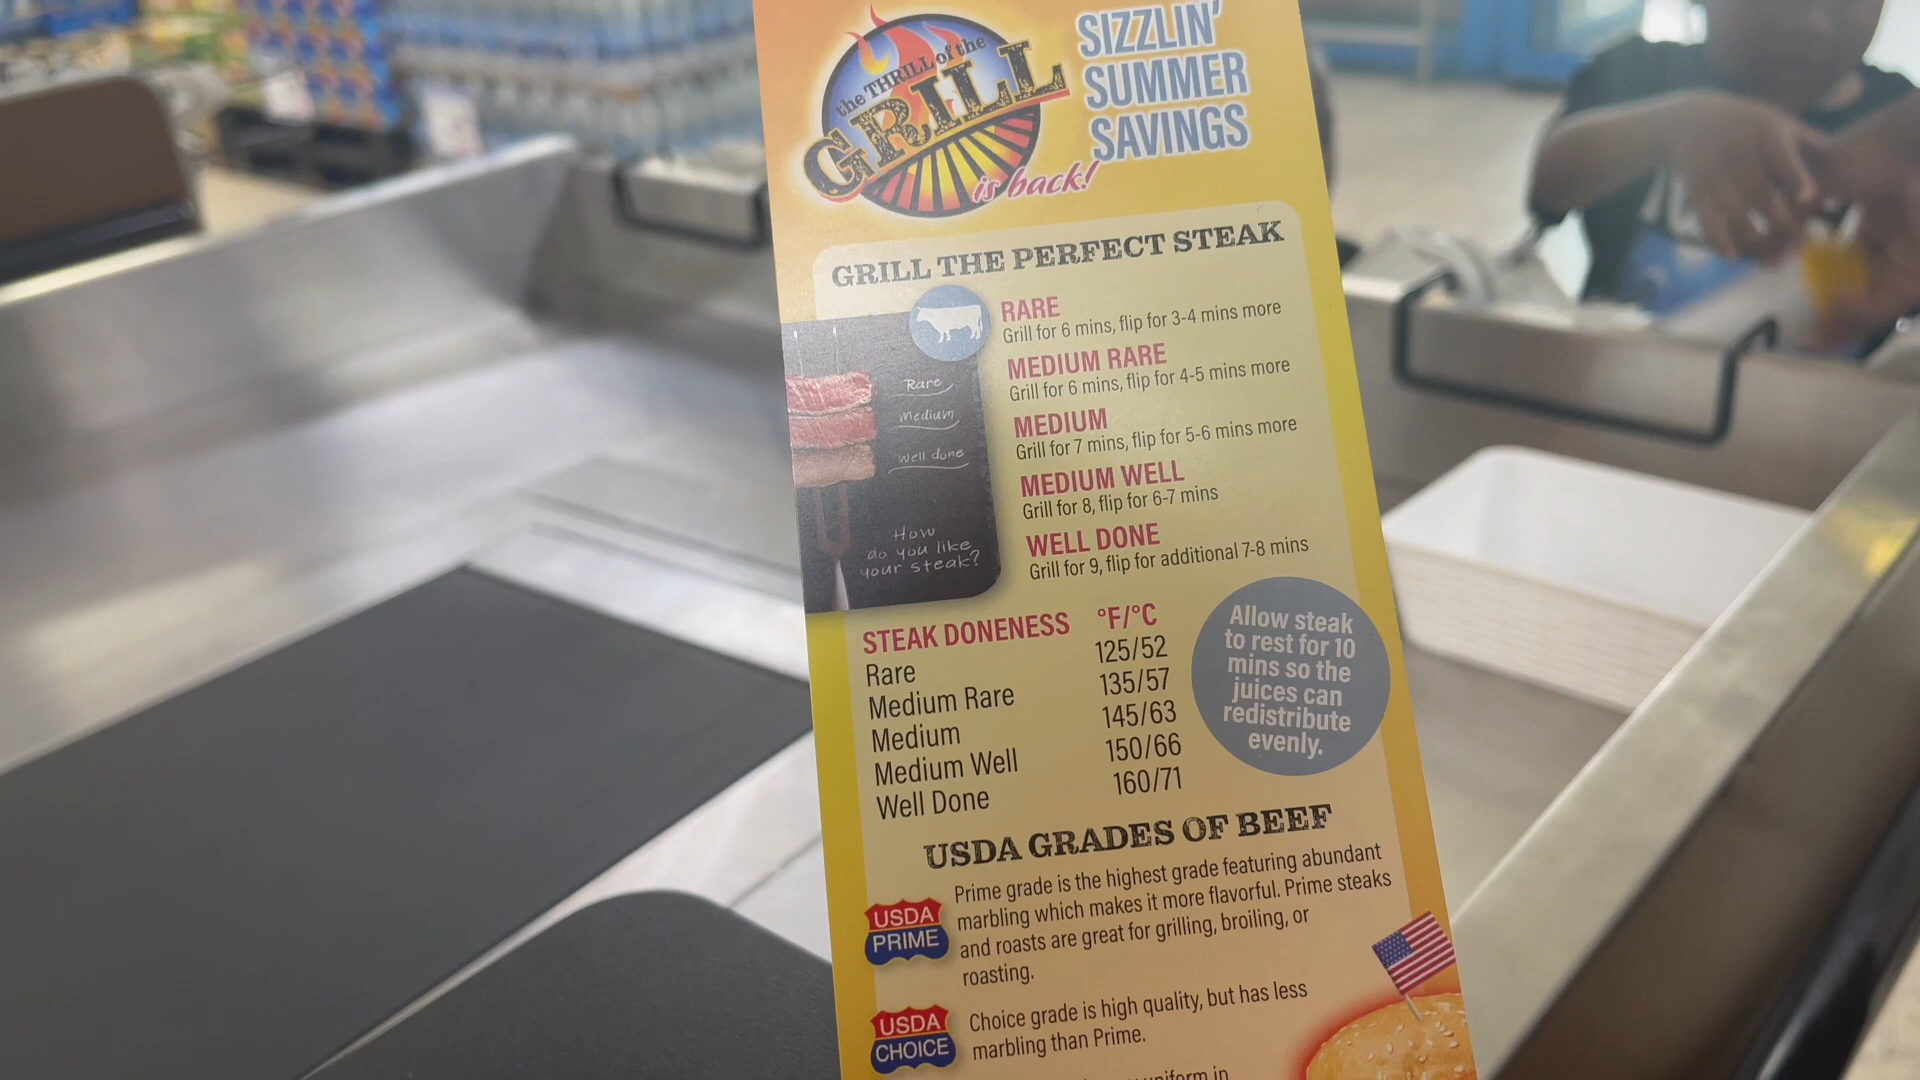 the THRILL of the
GRILL
is back!
SIZZLIN'
SUMMER
SAVINGS
GRILL THE PERFECT STEAK
RARE
Grill for 6 mins, flip for 3-4 mins more
MEDIUM RARE
Grill for 6 mins, flip for 4-5 mins more
MEDIUM
Grill for 7 mins, flip for 5-6 mins more
MEDIUM WELL
Grill for 8, flip for 6-7 mins
WELL DONE
Grill for 9, flip for additional 7-8 mins
Rare
Medium
Well done
How
do you like
your steak?
STEAK DONENESS °F/°C
Rare 125/52
Medium Rare 135/57
Medium 145/63
Medium Well 150/66
Well Done 160/71
Allow steak
to rest for 10
mins so the
juices can
redistribute
evenly.
USDA GRADES OF BEEF
USDA
PRIME
Prime grade is the highest grade featuring abundant
marbling which makes it more flavorful. Prime steaks
and roasts are great for grilling, broiling, or
roasting.
USDA
CHOICE
Choice grade is high quality, but has less
marbling than Prime.
uniform in